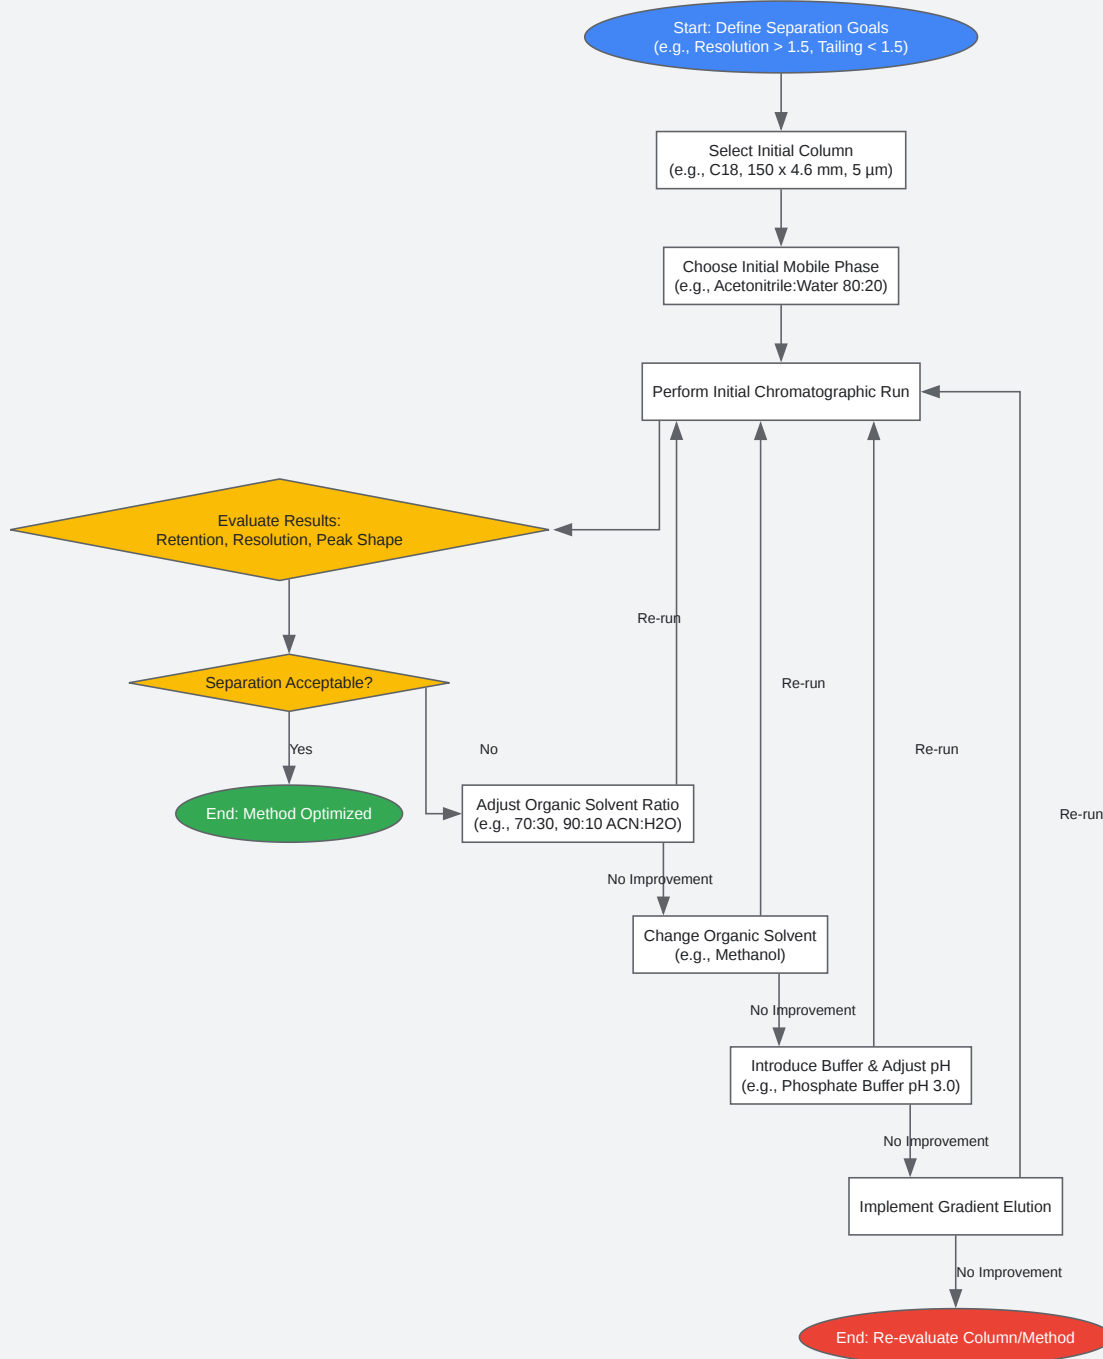 Start: Define Separation Goals
(e.g., Resolution > 1.5, Tailing < 1.5)
Select Initial Column
(e.g., C18, 150 x 4.6 mm, 5 µm)
Choose Initial Mobile Phase
(e.g., Acetonitrile:Water 80:20)
Perform Initial Chromatographic Run
Evaluate Results:
Retention, Resolution, Peak Shape
Re-run
Separation Acceptable?
Re-run
Yes
No
Re-run
End: Method Optimized
Adjust Organic Solvent Ratio
(e.g., 70:30, 90:10 ACN:H2O)
Re-run
No Improvement
Change Organic Solvent
(e.g., Methanol)
No Improvement
Introduce Buffer & Adjust pH
(e.g., Phosphate Buffer pH 3.0)
No Improvement
Implement Gradient Elution
No Improvement
End: Re-evaluate Column/Method